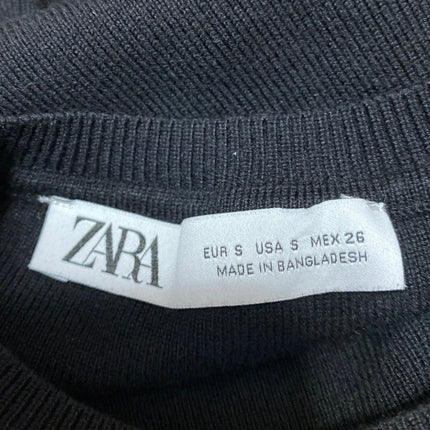 ZARA
EUR S USA S MEX 26
MADE IN BANGLADESH